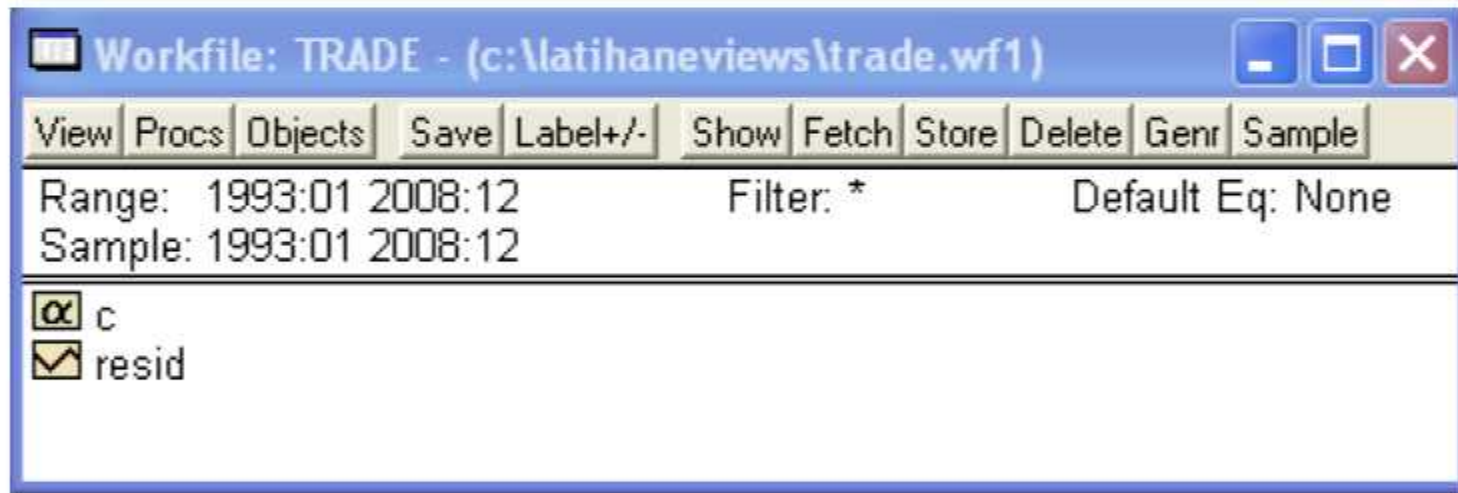 Workfile: TRADE - (c:\latihaneviews\trade.wf1)
View Procs Objects Save Label+/- Show Fetch Store Delete Genr Sample
Range: 1993:01 2008:12 Filter: * Default Eq: None
Sample: 1993:01 2008:12
α c
resid